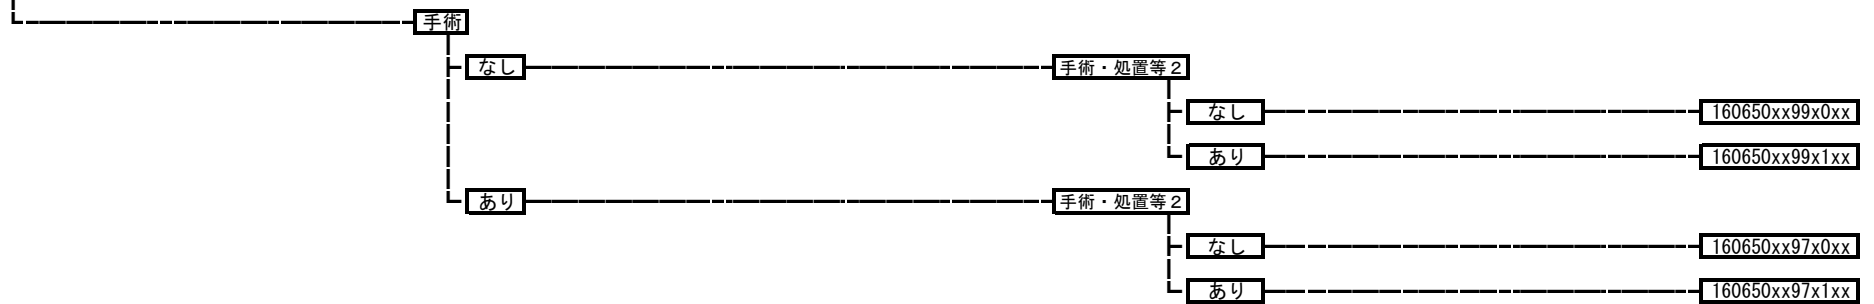 手術
なし 手術・処置等２
なし 160650xx99x0xx
あり 160650xx99x1xx
あり 手術・処置等２
なし 160650xx97x0xx
あり 160650xx97x1xx